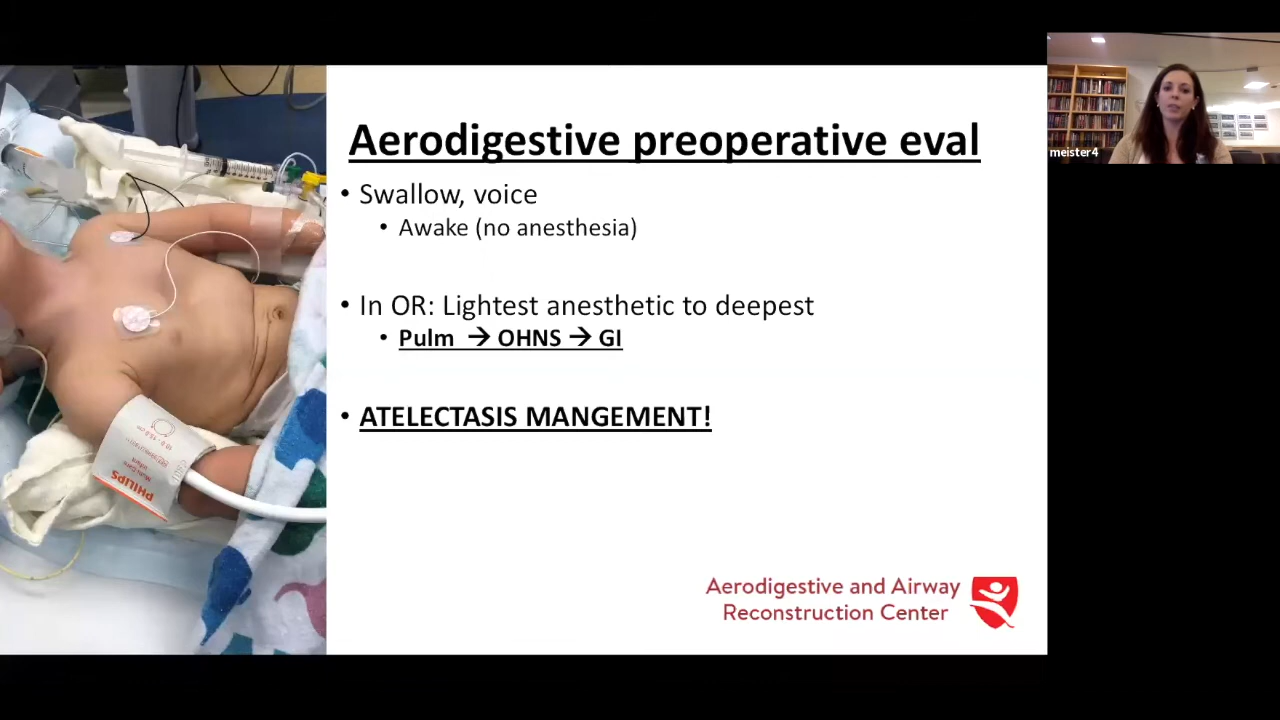 Aerodigestive preoperative eval
• Swallow, voice
• Awake (no anesthesia)
• In OR: Lightest anesthetic to deepest
• Pulm → OHNS → GI
• ATELECTASIS MANGEMENT!
Aerodigestive and Airway
Reconstruction Center
meister4
PHILIPS